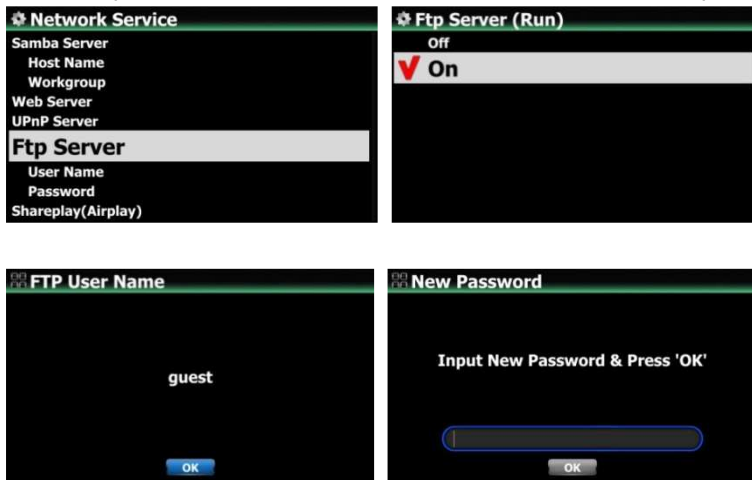 Network Service
Samba Server
Host Name
Workgroup
Web Server
UPnP Server
Ftp Server
User Name
Password
Shareplay(Airplay)
Ftp Server (Run)
Off
On
FTP User Name
guest
OK
New Password
Input New Password & Press 'OK'
OK